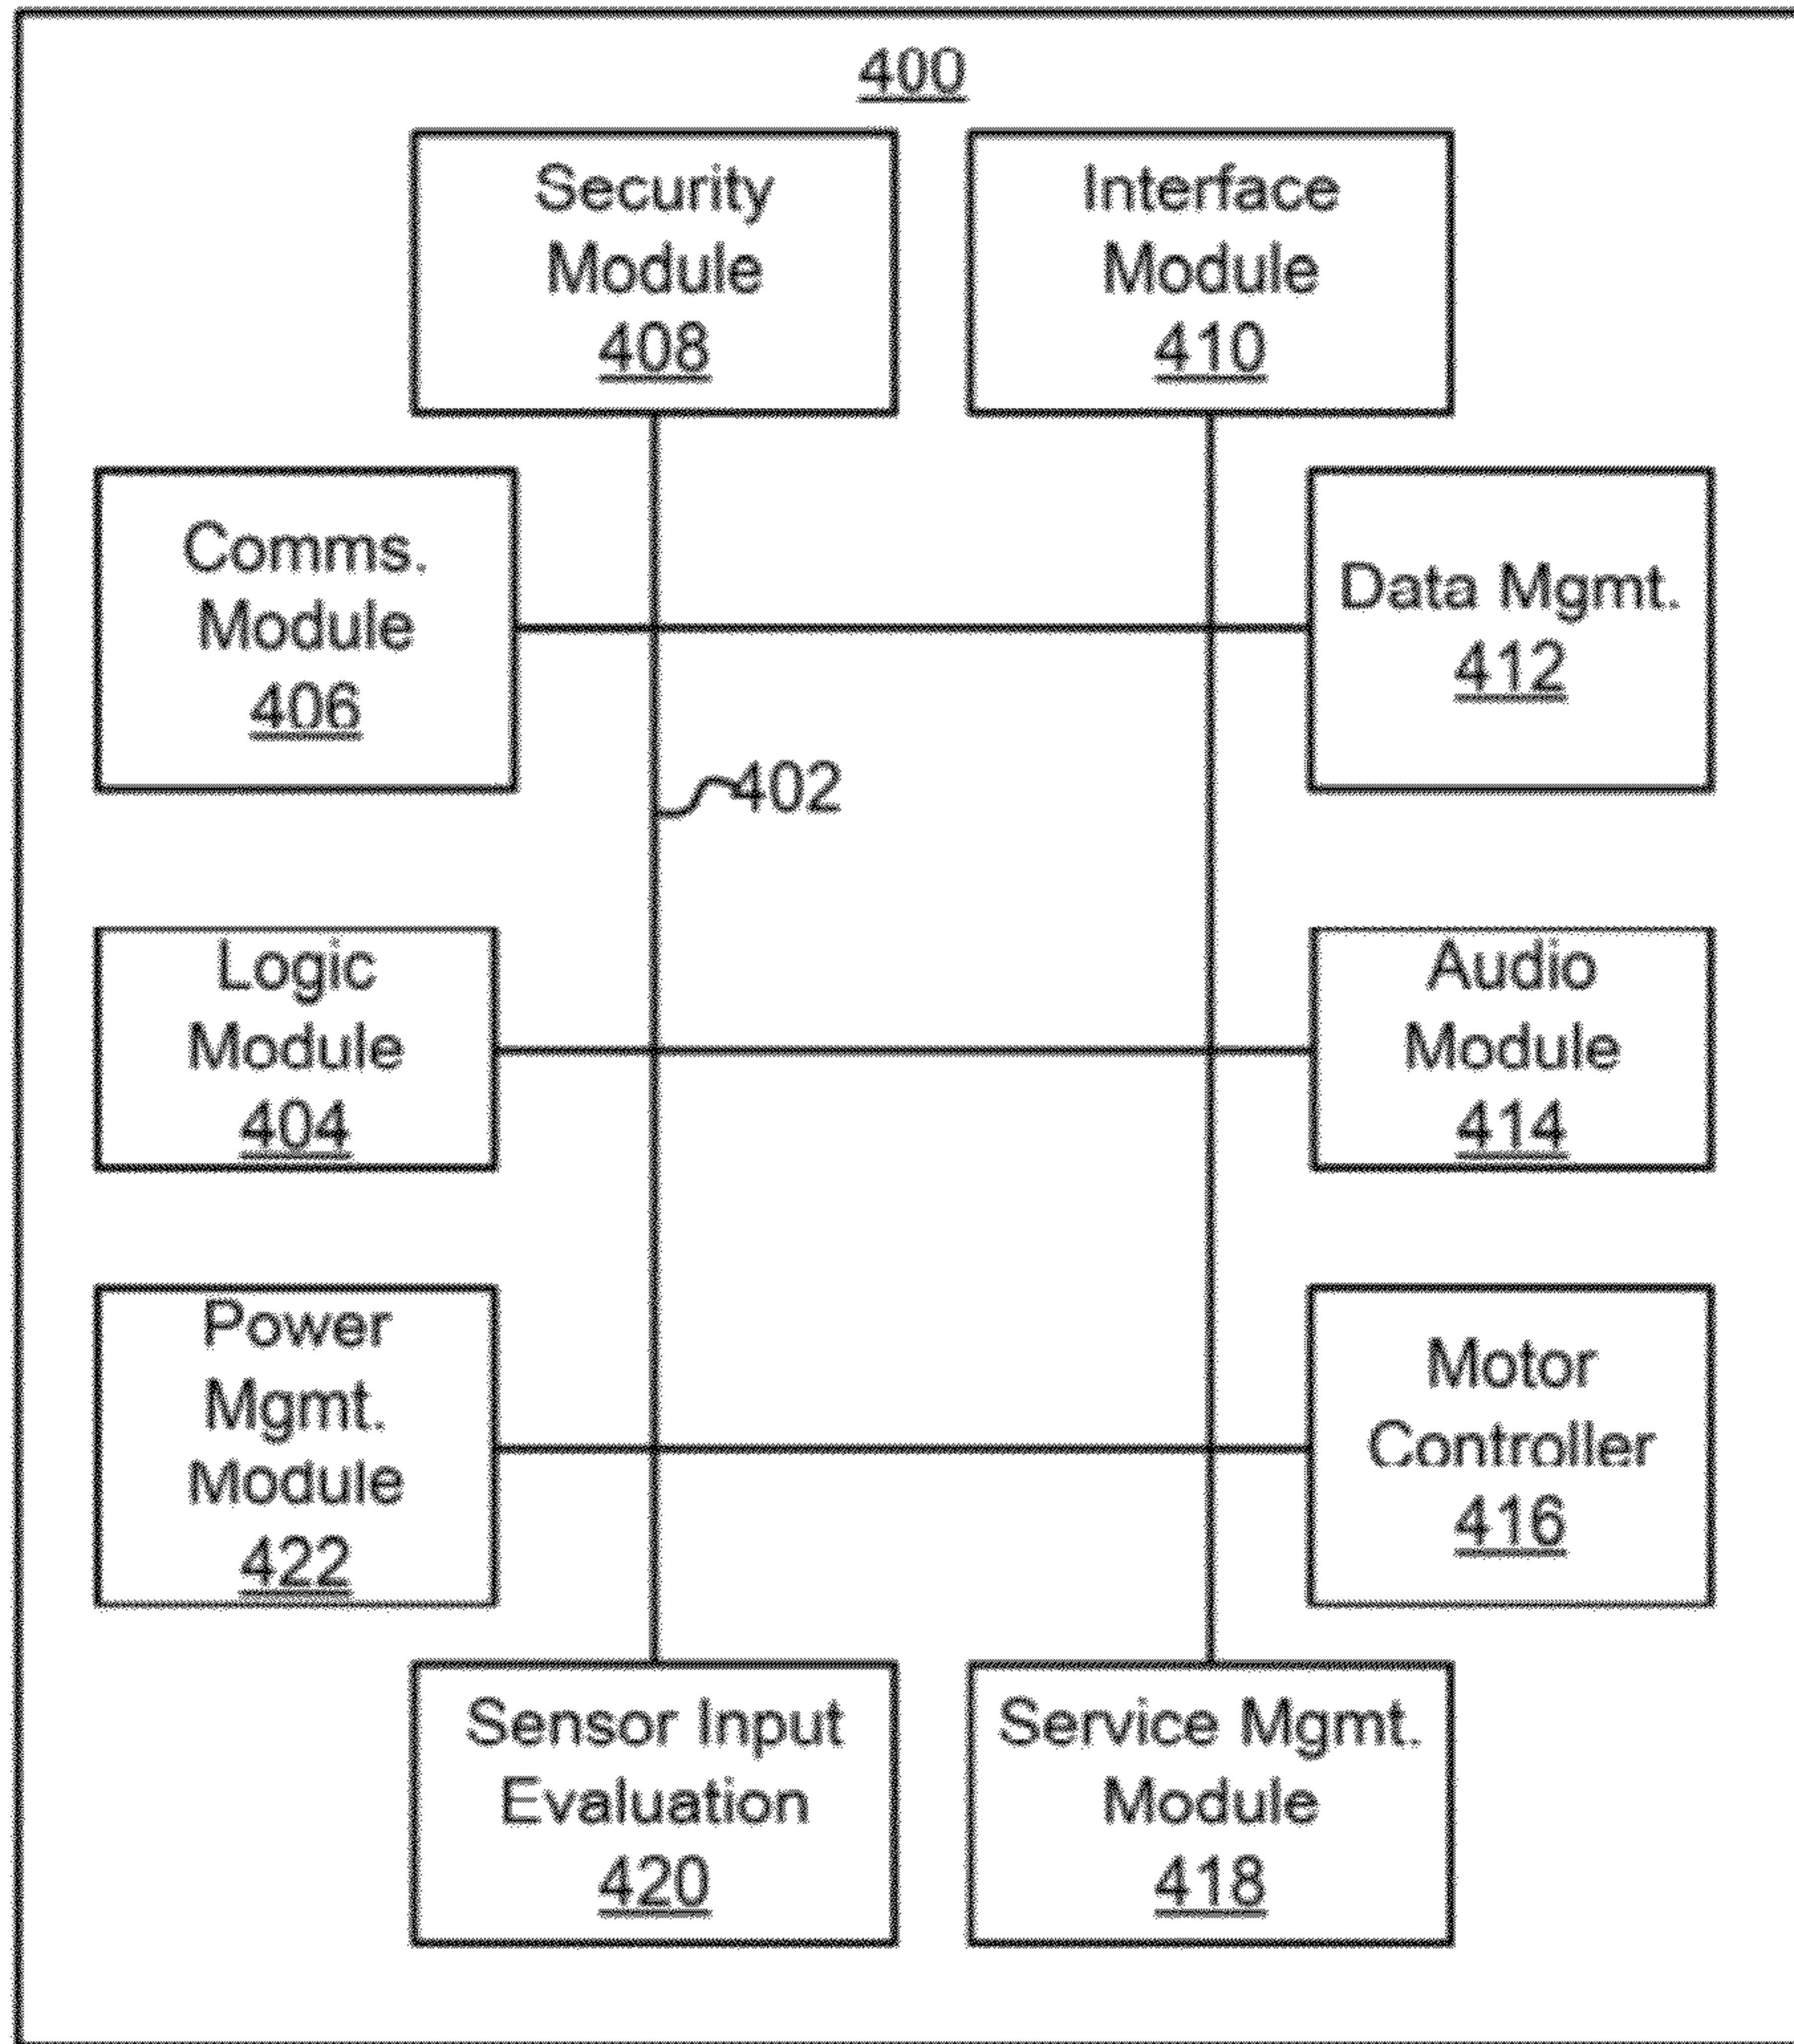 400
Security
Module
408
Interface
Module
410
Comms.
Module
406
Data Mgmt.
412
402
Logic
Module
404
Audio
Module
414
Power
Mgmt.
Module
422
Motor
Controller
416
Sensor Input
Evaluation
420
Service Mgmt.
Module
418